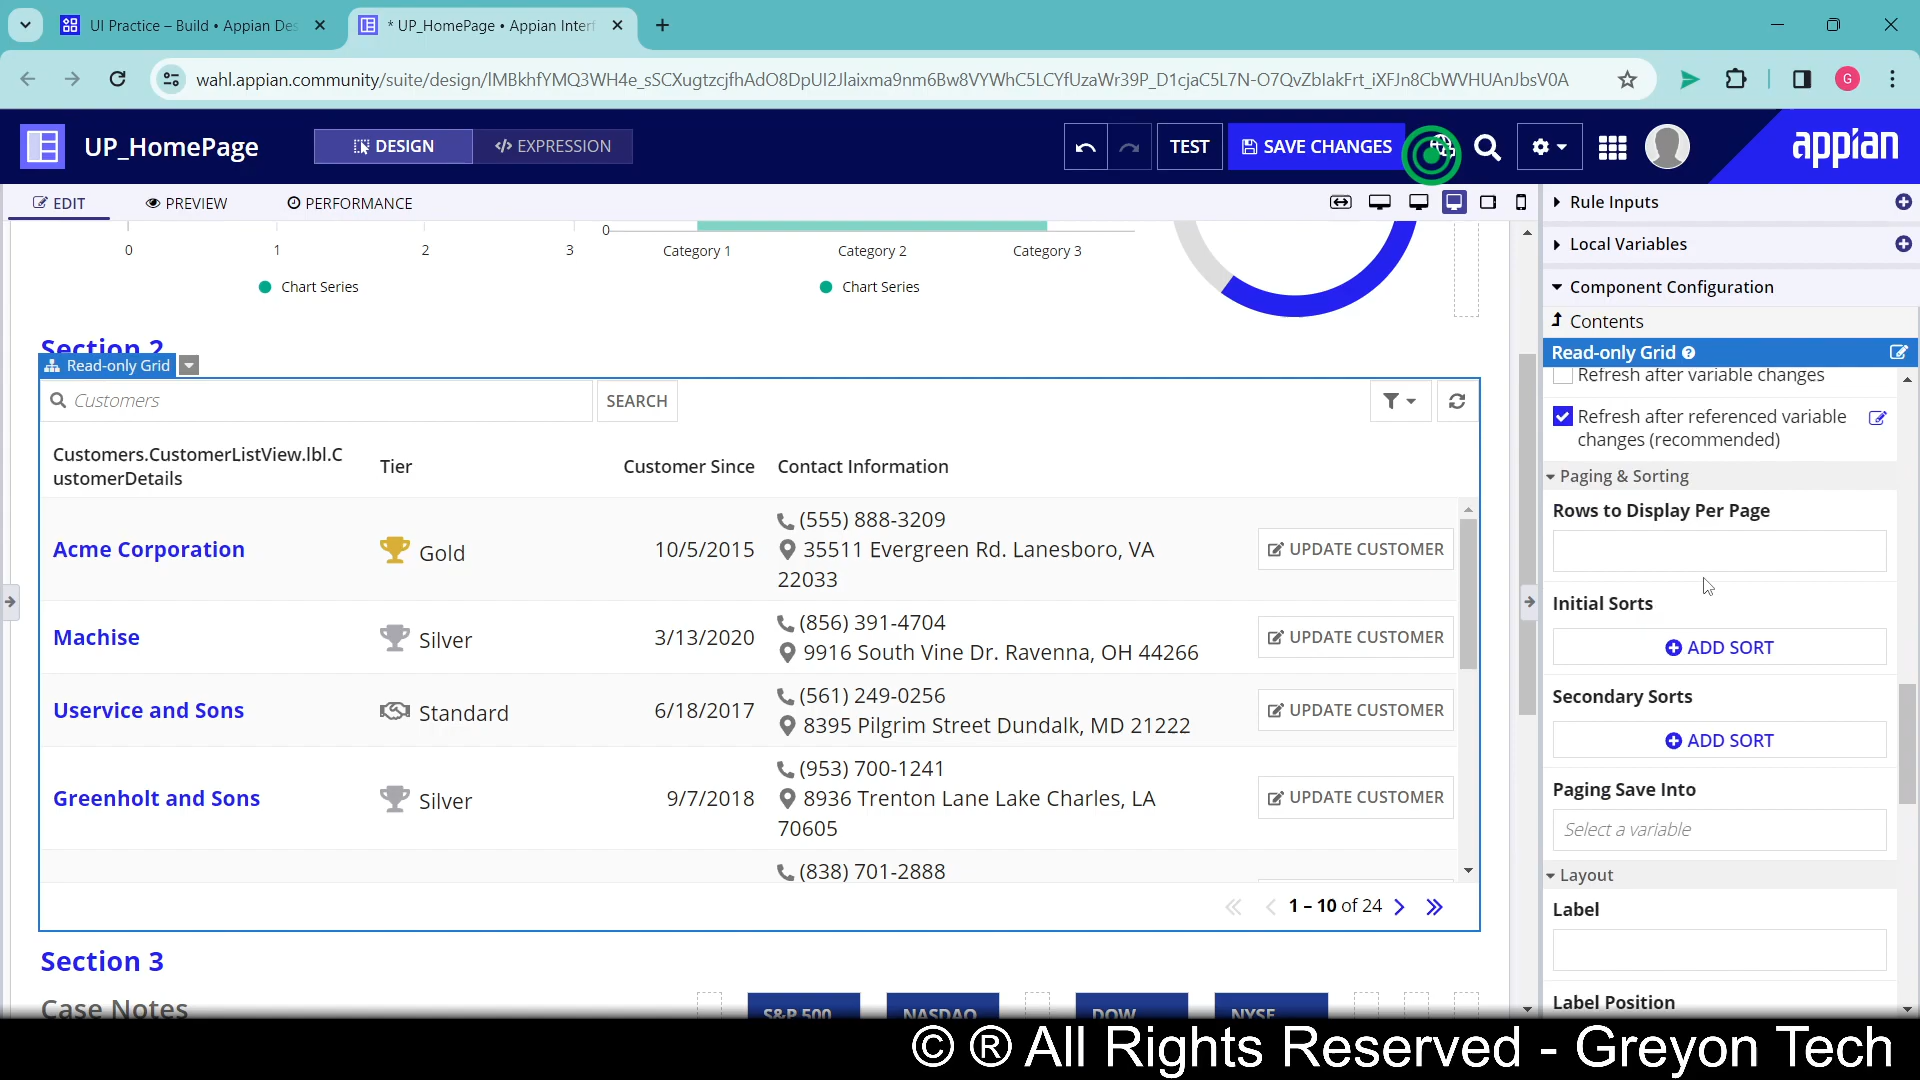 UI Practice – Build • Appian Des
* UP_HomePage • Appian Interf
wahl.appian.community/suite/design/
G
UP_HomePage
DESIGN
EXPRESSION
TEST
SAVE CHANGES
appian
EDIT
PREVIEW
PERFORMANCE
Rule Inputs
Local Variables
Component Configuration
Contents
Read-only Grid
Refresh after variable changes
Refresh after referenced variable
changes (recommended)
Paging & Sorting
Rows to Display Per Page
Initial Sorts
ADD SORT
Secondary Sorts
ADD SORT
Paging Save Into
Select a variable
Layout
Label
Label Position
0
1
2
3
Chart Series
0
Category 1
Category 2
Category 3
Chart Series
Section 2
Read-only Grid
Customers
SEARCH
Customers.CustomerListView.lbl.C
ustomerDetails
Tier
Customer Since
Contact Information
Acme Corporation
Gold
10/5/2015
(555) 888-3209
35511 Evergreen Rd. Lanesboro, VA
22033
UPDATE CUSTOMER
Machise
Silver
3/13/2020
(856) 391-4704
9916 South Vine Dr. Ravenna, OH 44266
UPDATE CUSTOMER
Uservice and Sons
Standard
6/18/2017
(561) 249-0256
8395 Pilgrim Street Dundalk, MD 21222
UPDATE CUSTOMER
Greenholt and Sons
Silver
9/7/2018
(953) 700-1241
8936 Trenton Lane Lake Charles, LA
70605
UPDATE CUSTOMER
(838) 701-2888
1 – 10 of 24
Section 3
Case Notes
S&P 500
NASDAQ
DOW
NYSE
© ® All Rights Reserved - Greyon Tech